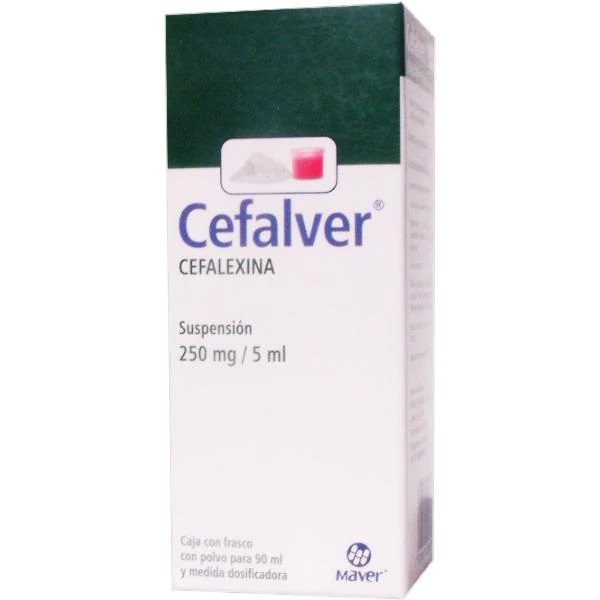 Cefalver®
CEFALEXINA
Suspensión
250 mg / 5 ml
Caja con frasco
con polvo para 90 ml
y medida dosificadora
Maver®